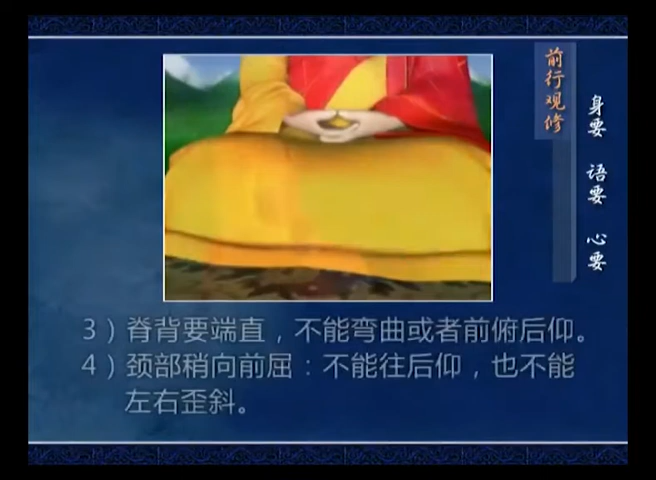 前行观修
身要 语要 心要
3）脊背要端直，不能弯曲或者前俯后仰。
4）颈部稍向前屈：不能往后仰，也不能
左右歪斜。